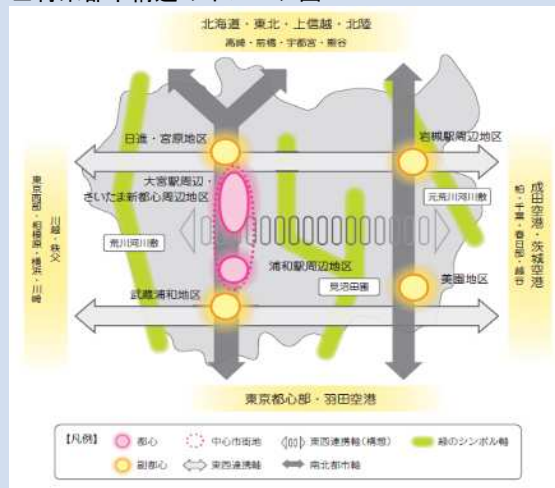 北海道・東北・上信越・北陸
高崎・前橋・宇都宮・熊谷
日進・宮原地区
岩槻駅周辺地区
大宮駅周辺・
さいたま新都心周辺地区
元荒川河川敷
荒川河川敷
浦和駅周辺地区
見沼田圃
美園地区
武蔵浦和地区
川越・秩父
東京西部・相模原・横浜・川崎
成田空港・茨城空港
柏・千葉・春日部・越谷
東京都心部・羽田空港
【凡例】
都心
中心市街地
東西連携軸(構想)
緑のシンボル軸
副都心
東西連携軸
南北都市軸